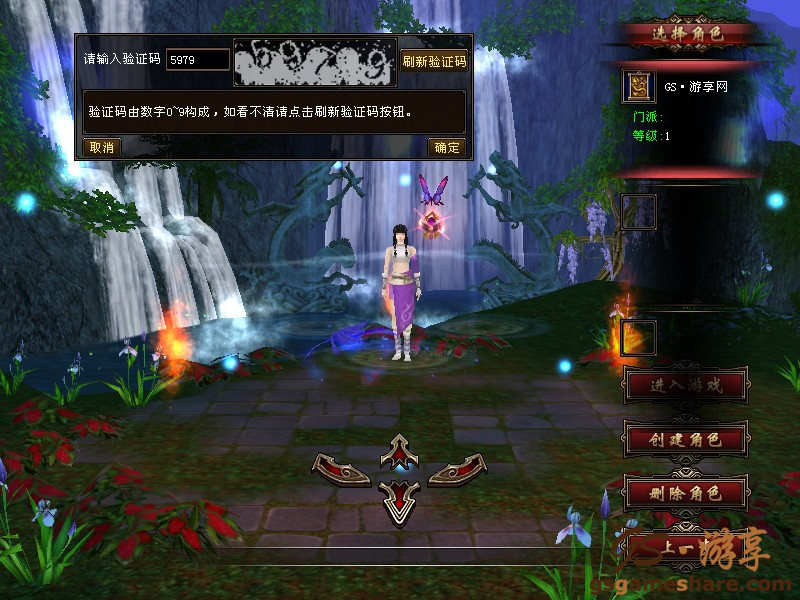 请输入验证码 5979 刷新验证码
验证码由数字0~9构成，如看不清请点击刷新验证码按钮。
取消 确定
选择角色
GS·游享网
门派:
等级:1
进入游戏
创建角色
删除角色
上一
游享
gsgameshare.com